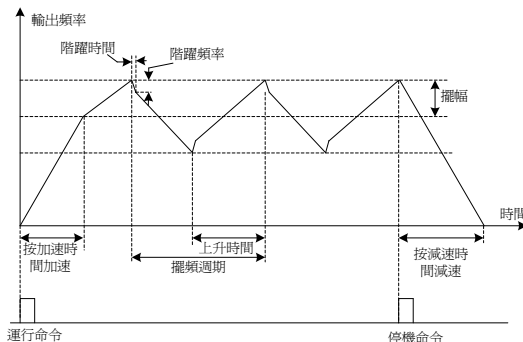 輸出頻率
階躍時間
階躍頻率
擺幅
時間
按加速時
間加速
上升時間
擺頻週期
按減速時
間減速
運行命令
停機命令